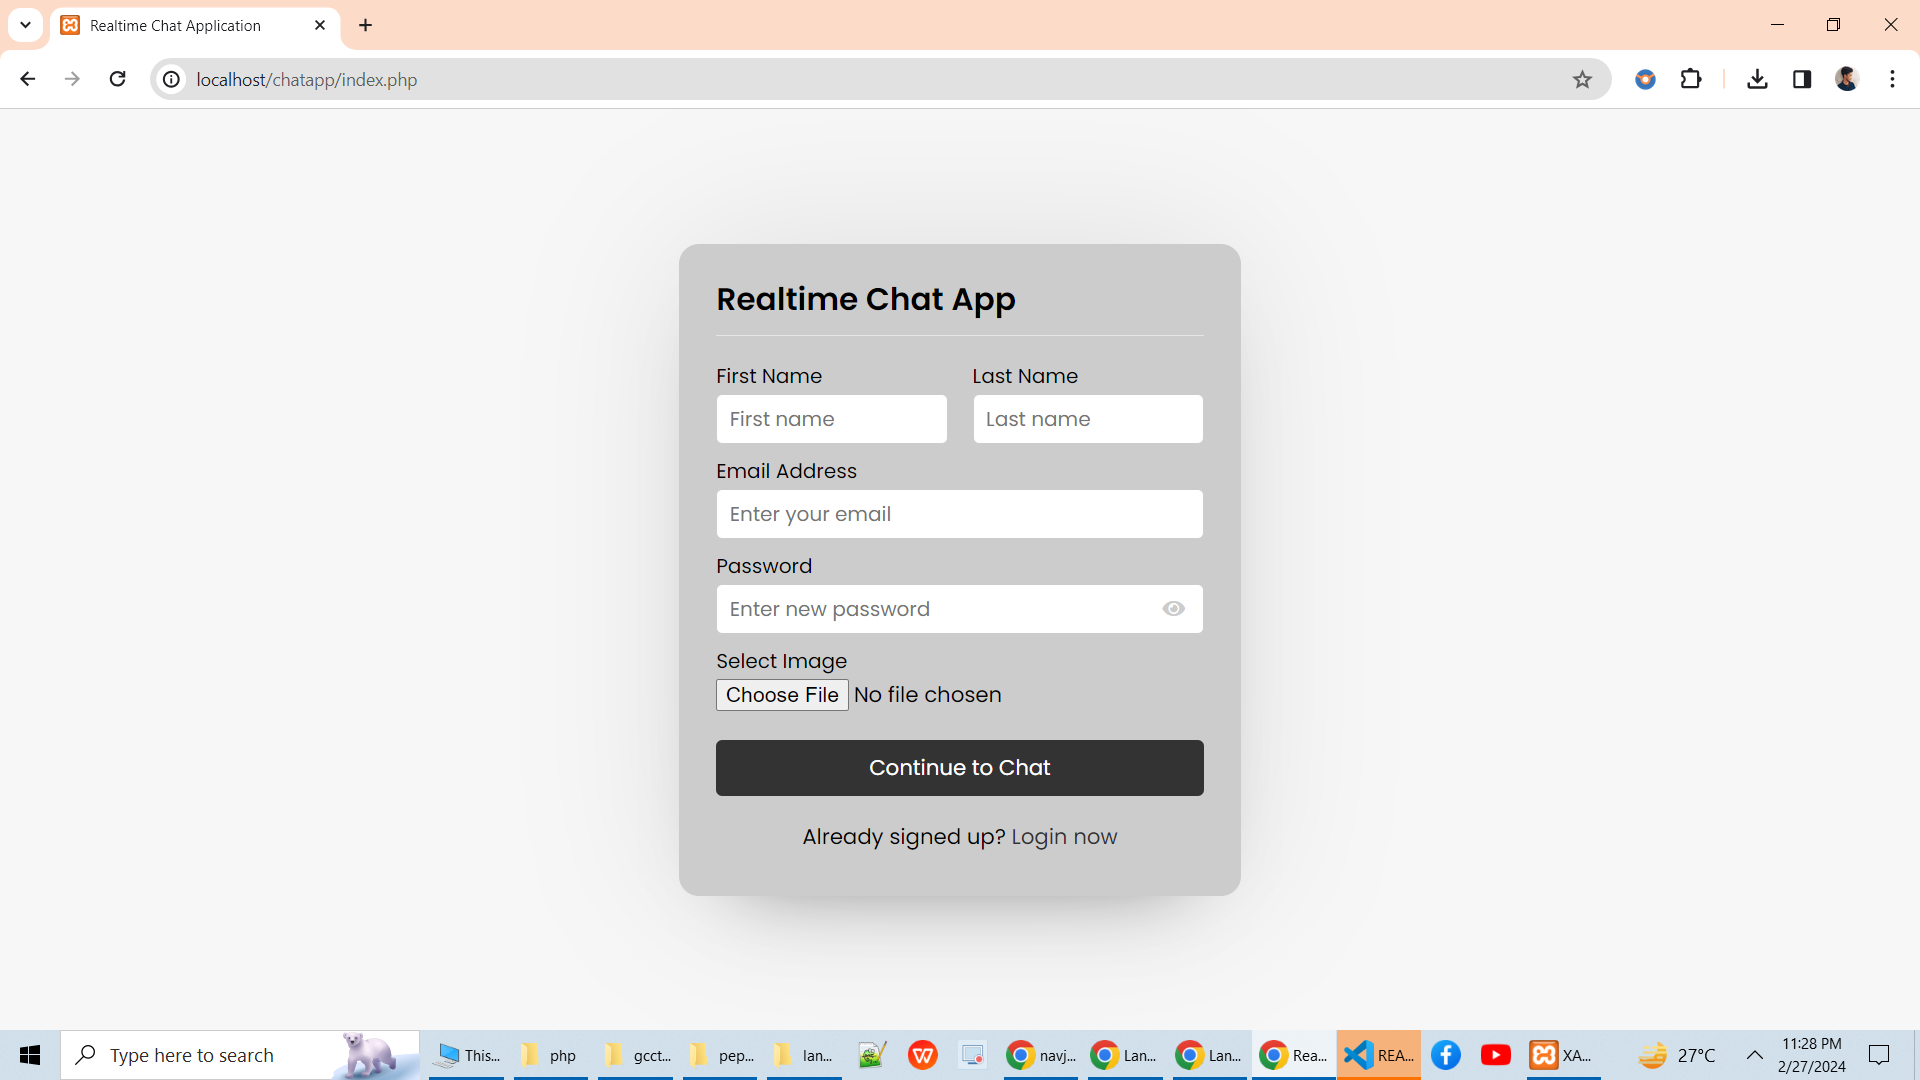 Realtime Chat Application
localhost/chatapp/index.php
Realtime Chat App
First Name
Last Name
First name
Last name
Email Address
Enter your email
Password
Enter new password
Select Image
Choose File No file chosen
Continue to Chat
Already signed up? Login now
Type here to search
This...
php
gcct...
pep...
lan...
navj...
Lan...
Lan...
Rea...
REA...
XA...
27°C
11:28 PM
2/27/2024